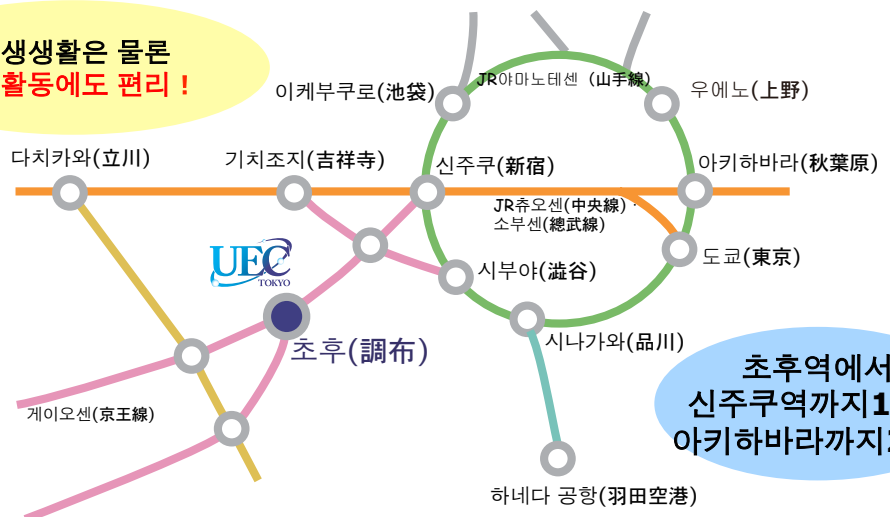 생생활은 물론
활동에도 편리 !
JR야마노테센 (山手線)
이케부쿠로(池袋)
우에노(上野)
다치카와(立川)
기치조지(吉祥寺)
신주쿠(新宿)
아키하바라(秋葉原)
JR츄오센(中央線)・
소부센(總武線)
UEC
TOKYO
도쿄(東京)
시부야(澁谷)
초후(調布)
시나가와(品川)
게이오센(京王線)
초후역에서
신주쿠역까지1
아키하바라까지
하네다 공항(羽田空港)